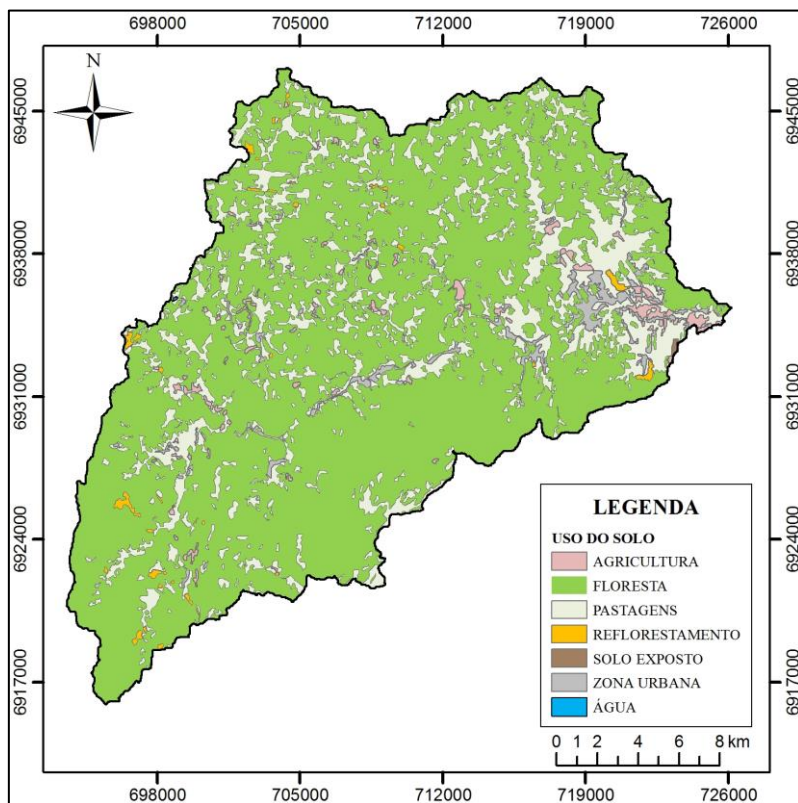 698000 705000 712000 719000 726000
N
6945000 6945000
6938000 6938000
6931000 6931000
6924000 6924000
6917000 6917000
LEGENDA
USO DO SOLO
AGRICULTURA
FLORESTA
PASTAGENS
REFLORESTAMENTO
SOLO EXPOSTO
ZONA URBANA
ÁGUA
0 1 2 4 6 8 km
698000 705000 712000 719000 726000